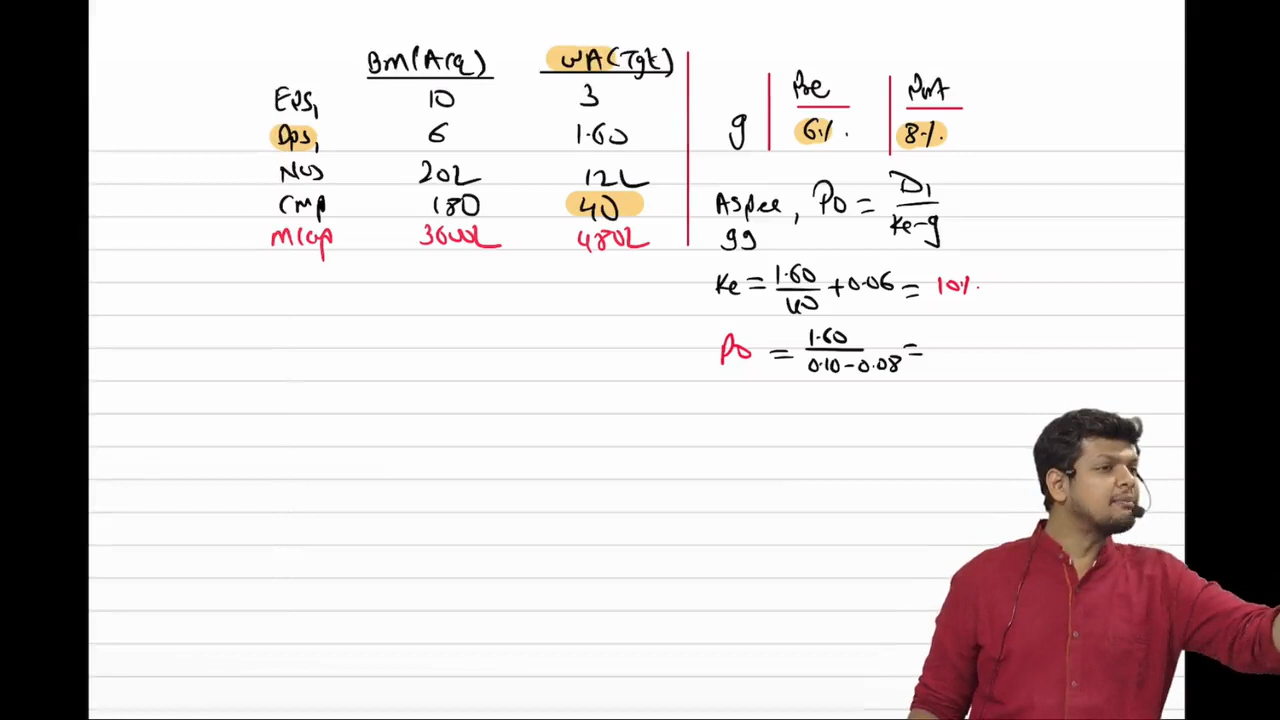 BM(Acq) WA(Tgt)
EPS1 10 3
DPS1 6 1.60
NOS 20L 12L
CMP 180 40
MCap 3600L 480L
Pre Post
g 6% 8%
As per gg, P0 = D1/Ke-g
Ke = 1.60/40 + 0.06 = 10%
P0 = 1.60/0.10-0.08 =